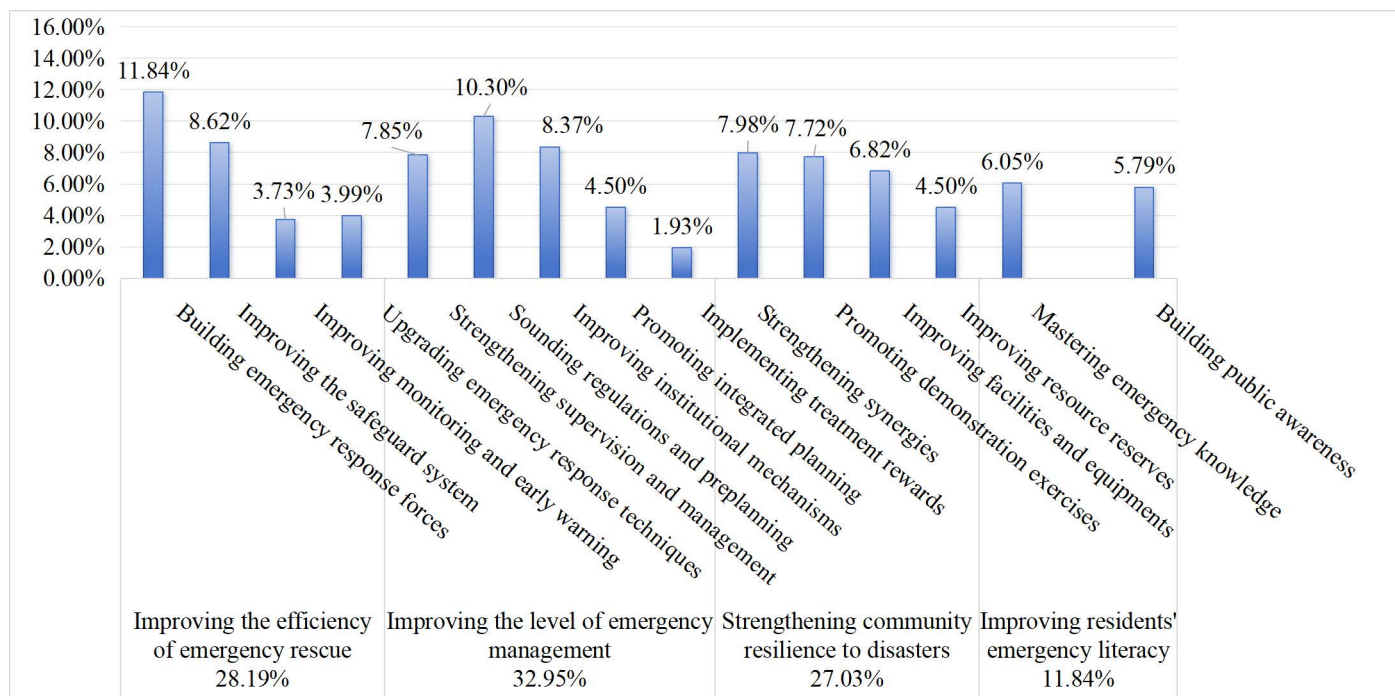 16.00%
14.00%
12.00%
10.00%
8.00%
6.00%
4.00%
2.00%
0.00%
11.84%
8.62%
3.73%
3.99%
7.85%
10.30%
8.37%
4.50%
1.93%
7.98%
7.72%
6.82%
4.50%
6.05%
5.79%
Building emergency response forces
Improving the safeguard system
Improving monitoring and early warning
Upgrading emergency response techniques
Strengthening supervision and management
Sounding regulations and preplanning
Improving institutional mechanisms
Promoting integrated planning
Implementing treatment rewards
Strengthening synergies
Promoting demonstration exercises
Improving facilities and equipments
Improving resource reserves
Mastering emergency knowledge
Building public awareness
Improving the efficiency
of emergency rescue
28.19%
Improving the level of emergency
management
32.95%
Strengthening community
resilience to disasters
27.03%
Improving residents'
emergency literacy
11.84%